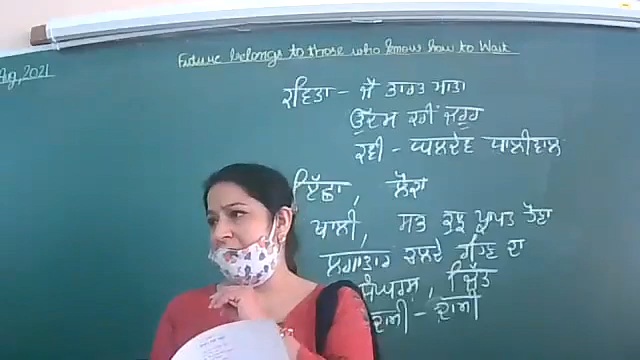 Aug, 2021
Future belongs to those who know how to Wait
ਕਵਿਤਾ - ਜੈ ਭਾਰਤ ਮਾਤਾ
ਉੱਦਮ ਕਰੀਂ ਜ਼ਰੂਰ
ਕਵੀ -
ਇੱਛਾ,
ਖਾਲੀ, ਸਭ ਕੁਝ ਪ੍ਰਾਪਤ ਹੋਣਾ
ਲਗਾਤਾਰ ਚਲਦੇ ਰਹਿਣ ਦਾ
ਸੰਘਰਸ਼, ਜਿੱਤ